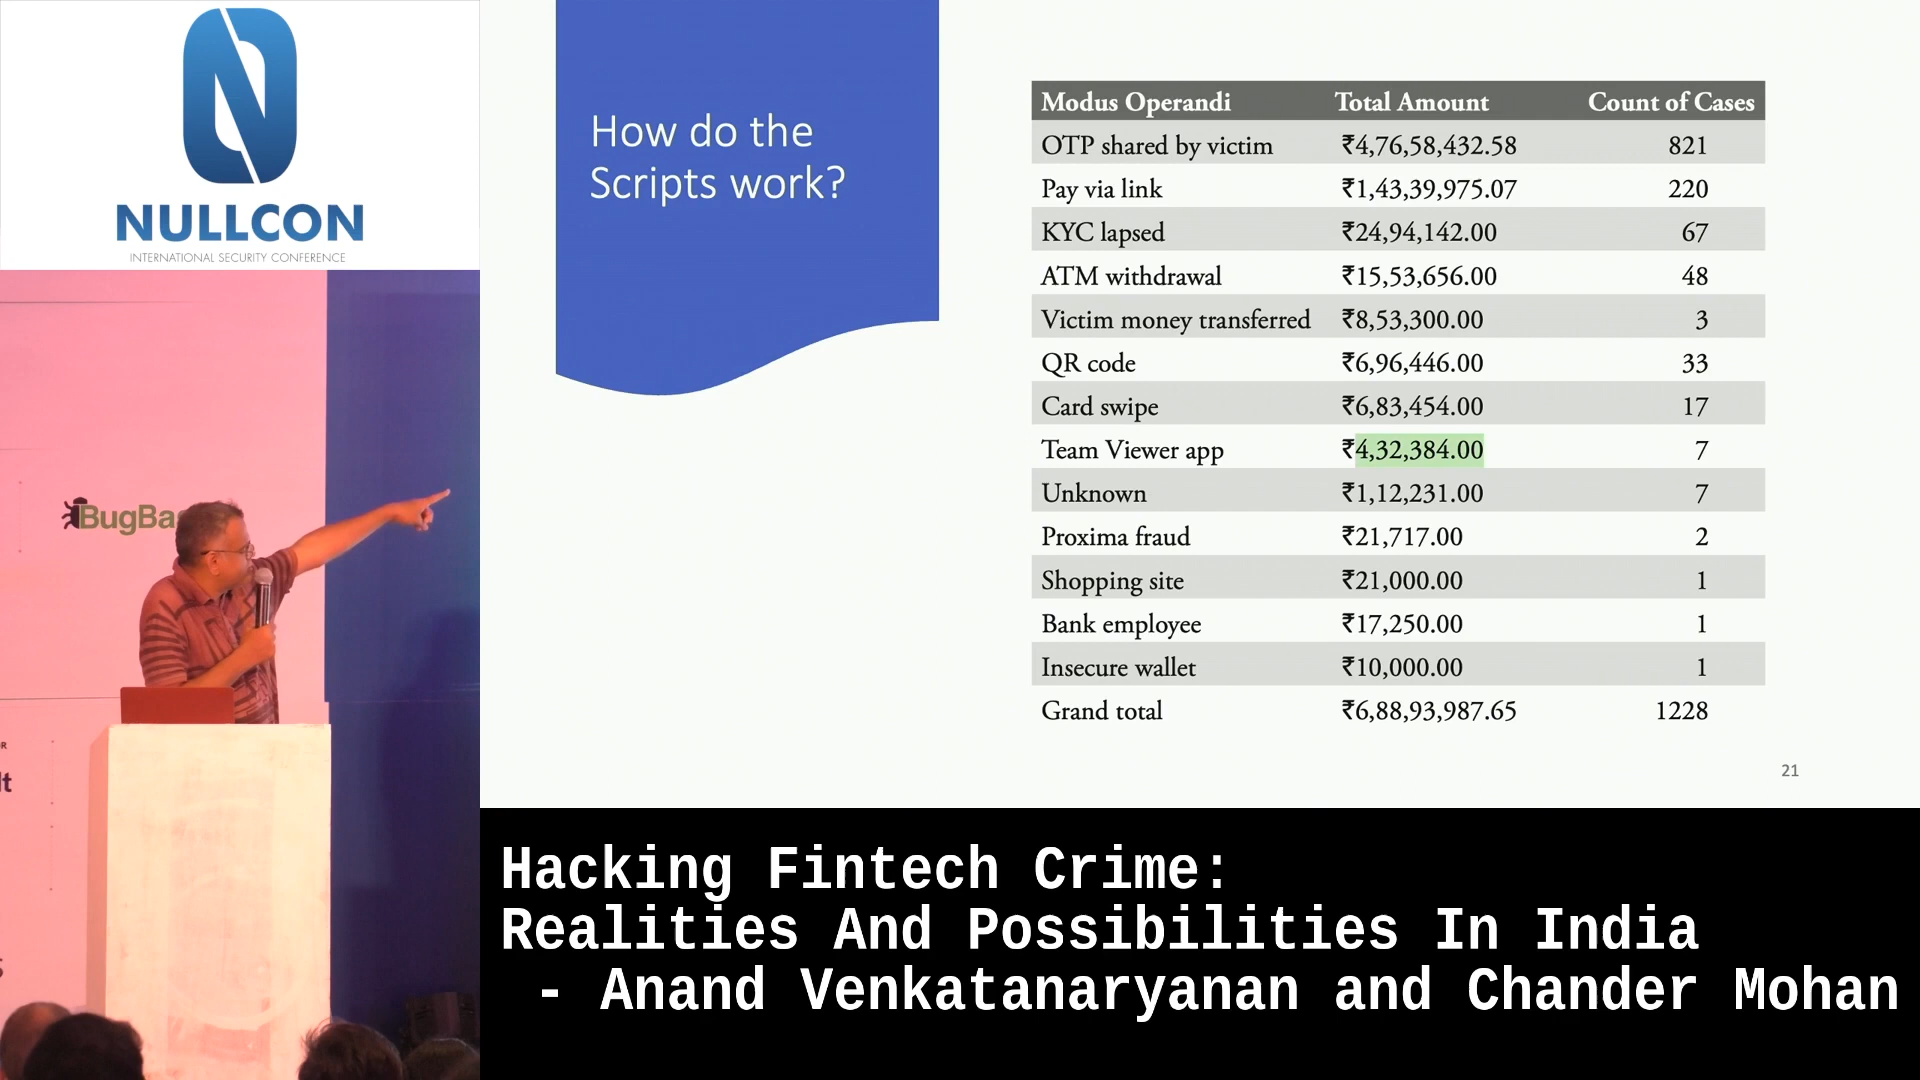 NULLCON
INTERNATIONAL SECURITY CONFERENCE
BugBa
How do the
Scripts work?
Modus Operandi Total Amount Count of Cases
OTP shared by victim ₹4,76,58,432.58 821
Pay via link ₹1,43,39,975.07 220
KYC lapsed ₹24,94,142.00 67
ATM withdrawal ₹15,53,656.00 48
Victim money transferred ₹8,53,300.00 3
QR code ₹6,96,446.00 33
Card swipe ₹6,83,454.00 17
Team Viewer app ₹4,32,384.00 7
Unknown ₹1,12,231.00 7
Proxima fraud ₹21,717.00 2
Shopping site ₹21,000.00 1
Bank employee ₹17,250.00 1
Insecure wallet ₹10,000.00 1
Grand total ₹6,88,93,987.65 1228
21
Hacking Fintech Crime:
Realities And Possibilities In India
- Anand Venkatanaryanan and Chander Mohan